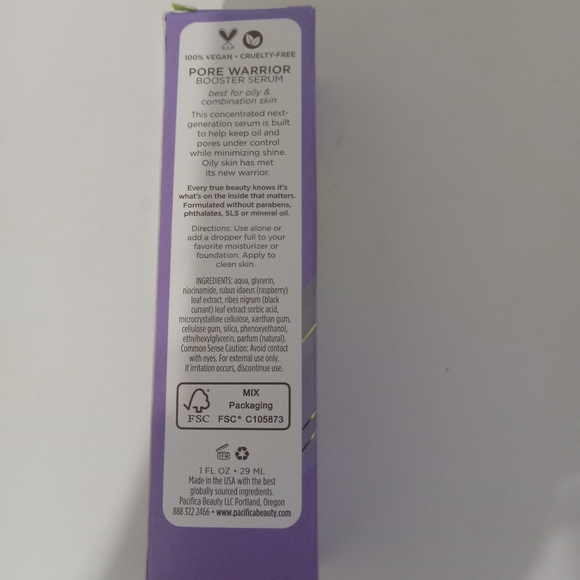 100% VEGAN • CRUELTY-FREE
PORE WARRIOR
BOOSTER SERUM
best for oily &
combination skin
This concentrated next-
generation serum is built
to help keep oil and
pores under control
while minimizing shine.
Oily skin has met
its new warrior.
Every true beauty knows it's
what's on the inside that matters.
Formulated without parabens,
phthalates, SLS or mineral oil.
Directions: Use alone or
add a dropper full to your
favorite moisturizer or
foundation. Apply to
clean skin.
INGREDIENTS: aqua, glycerin,
niacinamide, rubus idaeus (raspberry)
leaf extract, ribes nigrum (black
currant) leaf extract sorbic acid,
microcrystalline cellulose, xanthan gum,
cellulose gum, silica, phenoxyethanol,
ethylhexylglycerin, parfum (natural).
Common Sense Caution: Avoid contact
with eyes. For external use only.
If irritation occurs, discontinue use.
MIX
Packaging
FSC FSC® C105873
1 FL OZ • 29 ML
Made in the USA with the best
globally sourced ingredients.
Pacifica Beauty LLC Portland, Oregon
888 322 2466 • www.pacificabeauty.com